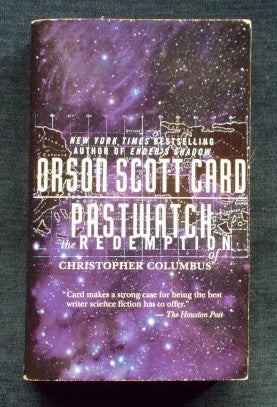 NEW YORK TIMES BESTSELLING
AUTHOR OF ENDER'S SHADOW
ORSON SCOTT CARD
PASTWATCH
the REDEMPTION
of
CHRISTOPHER COLUMBUS
"Card makes a strong case for being the best
writer science fiction has to offer."
— The Houston Post